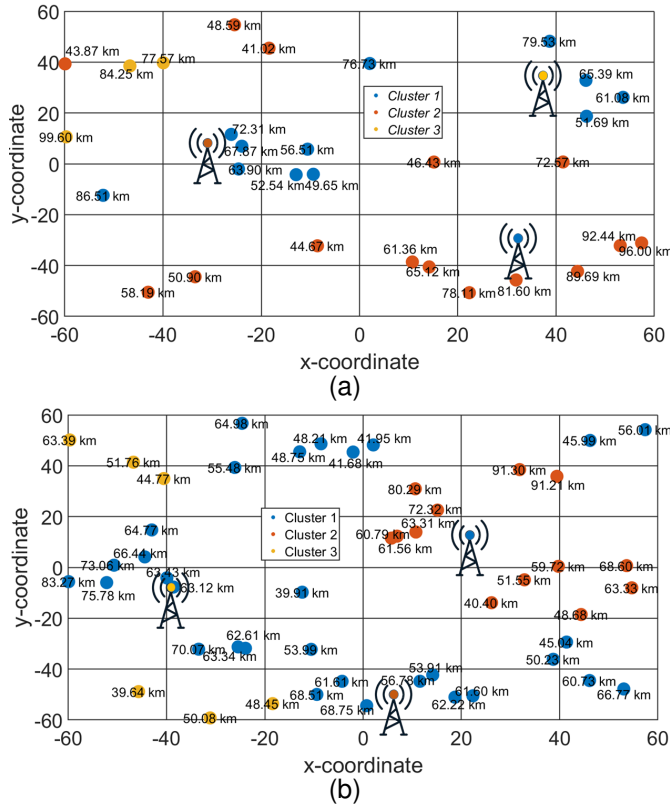 (a)
y-coordinate
60
40
20
0
-20
-40
-60
-60
-40
-20
0
20
40
60
x-coordinate
Cluster 1
Cluster 2
Cluster 3
48.59 km
43.87 km
77.57 km
84.25 km
41.02 km
76.73 km
79.53 km
65.39 km
61.08 km
51.69 km
99.60 km
72.31 km
67.87 km
56.51 km
63.90 km
52.54 km
49.65 km
46.43 km
72.57 km
86.51 km
44.67 km
61.36 km
65.12 km
92.44 km
96.00 km
50.90 km
58.19 km
78.11 km
81.60 km
89.69 km
(b)
y-coordinate
60
40
20
0
-20
-40
-60
-60
-40
-20
0
20
40
60
x-coordinate
Cluster 1
Cluster 2
Cluster 3
64.98 km
63.39 km
48.21 km
41.95 km
48.75 km
41.68 km
45.99 km
56.01 km
51.76 km
55.48 km
44.77 km
91.30 km
91.21 km
80.29 km
72.32 km
64.77 km
63.31 km
60.79 km
61.56 km
66.44 km
73.06 km
63.43 km
83.27 km
75.78 km
63.12 km
39.91 km
59.72 km
68.60 km
51.55 km
63.33 km
40.40 km
48.68 km
70.07 km
62.61 km
63.34 km
53.99 km
45.04 km
50.23 km
39.64 km
61.61 km
56.78 km
53.91 km
60.73 km
66.77 km
68.51 km
62.22 km
61.60 km
50.08 km
48.45 km
68.75 km